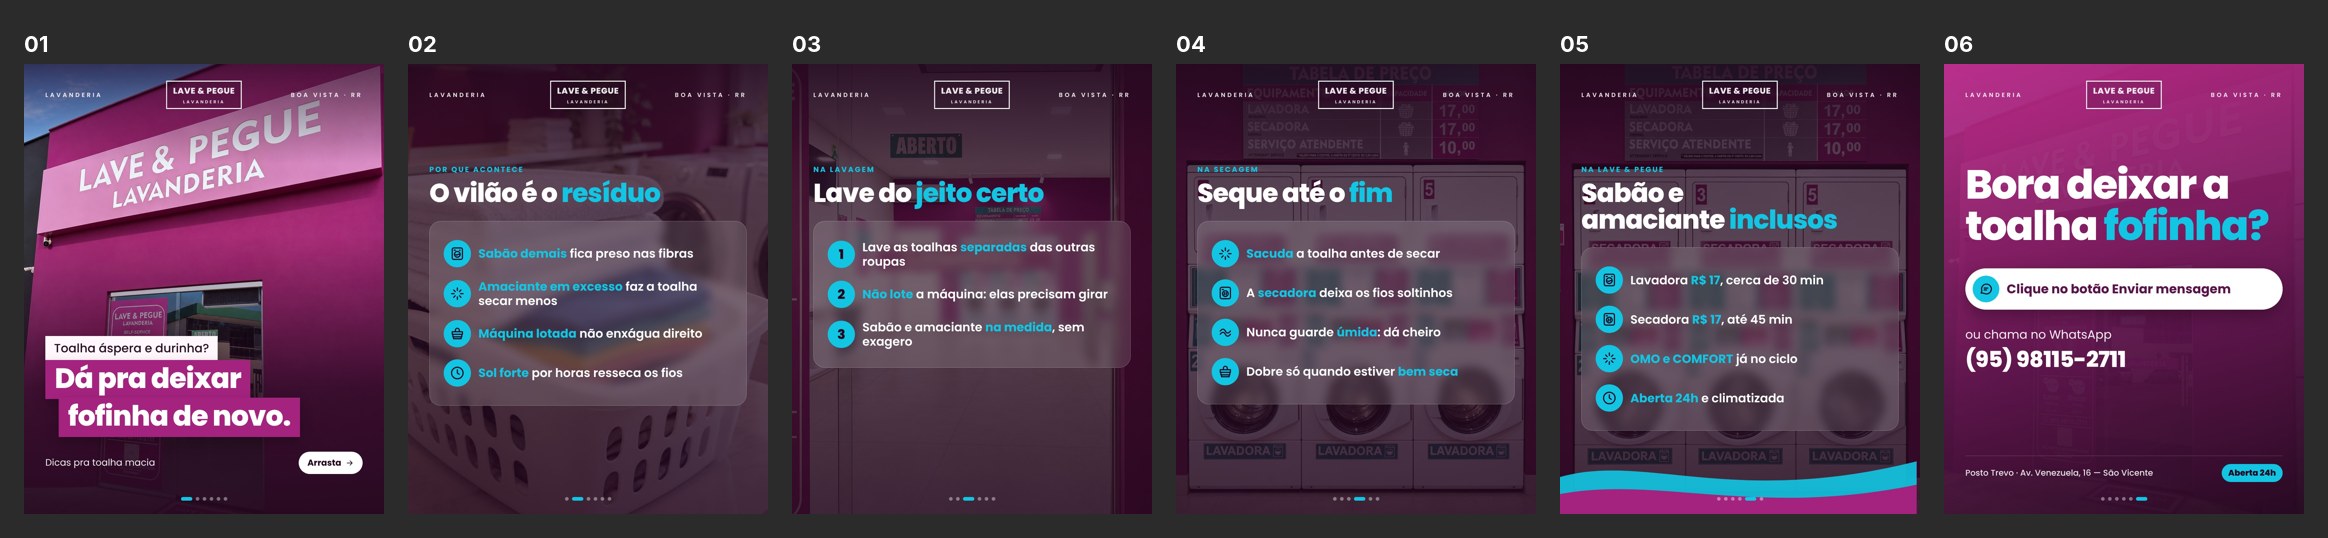 01
LAVANDERIA
LAVE & PEGUE
LAVANDERIA
BOA VISTA · RR
LAVE & PEGUE
LAVANDERIA
LAVE & PEGUE
LAVANDERIA
Toalha áspera e durinha?
Dá pra deixar
fofinha de novo.
Dicas pra toalha macia
Arrasta →
02
LAVANDERIA
LAVE & PEGUE
LAVANDERIA
BOA VISTA · RR
POR QUE ACONTECE
O vilão é o resíduo
Sabão demais fica preso nas fibras
Amaciante em excesso faz a toalha
secar menos
Máquina lotada não enxágua direito
Sol forte por horas resseca os fios
03
LAVANDERIA
LAVE & PEGUE
LAVANDERIA
BOA VISTA · RR
ABERTO
NA LAVAGEM
Lave do jeito certo
1 Lave as toalhas separadas das outras
roupas
2 Não lote a máquina: elas precisam girar
3 Sabão e amaciante na medida, sem
exagero
04
TABELA DE PREÇO
LAVANDERIA
LAVE & PEGUE
LAVANDERIA
BOA VISTA · RR
LAVADORA 17,00
SECADORA 17,00
SERVIÇO ATENDENTE 10,00
NA SECAGEM
Seque até o fim
5
Sacuda a toalha antes de secar
A secadora deixa os fios soltinhos
Nunca guarde úmida: dá cheiro
Dobre só quando estiver bem seca
LAVADORA
LAVADORA
LAVADORA
05
TABELA DE PREÇO
LAVANDERIA
LAVE & PEGUE
LAVANDERIA
BOA VISTA · RR
LAVADORA 17,00
SECADORA 17,00
SERVIÇO ATENDENTE 10,00
NA LAVE & PEGUE
Sabão e
amaciante inclusos
3
5
Lavadora R$ 17, cerca de 30 min
Secadora R$ 17, até 45 min
OMO e COMFORT já no ciclo
Aberta 24h e climatizada
LAVADORA
LAVADORA
LAVADORA
06
LAVANDERIA
LAVE & PEGUE
LAVANDERIA
BOA VISTA · RR
LAVE & PEGUE
Bora deixar a
toalha fofinha?
Clique no botão Enviar mensagem
ou chama no WhatsApp
(95) 98115-2711
Posto Trevo · Av. Venezuela, 16 — São Vicente
Aberta 24h